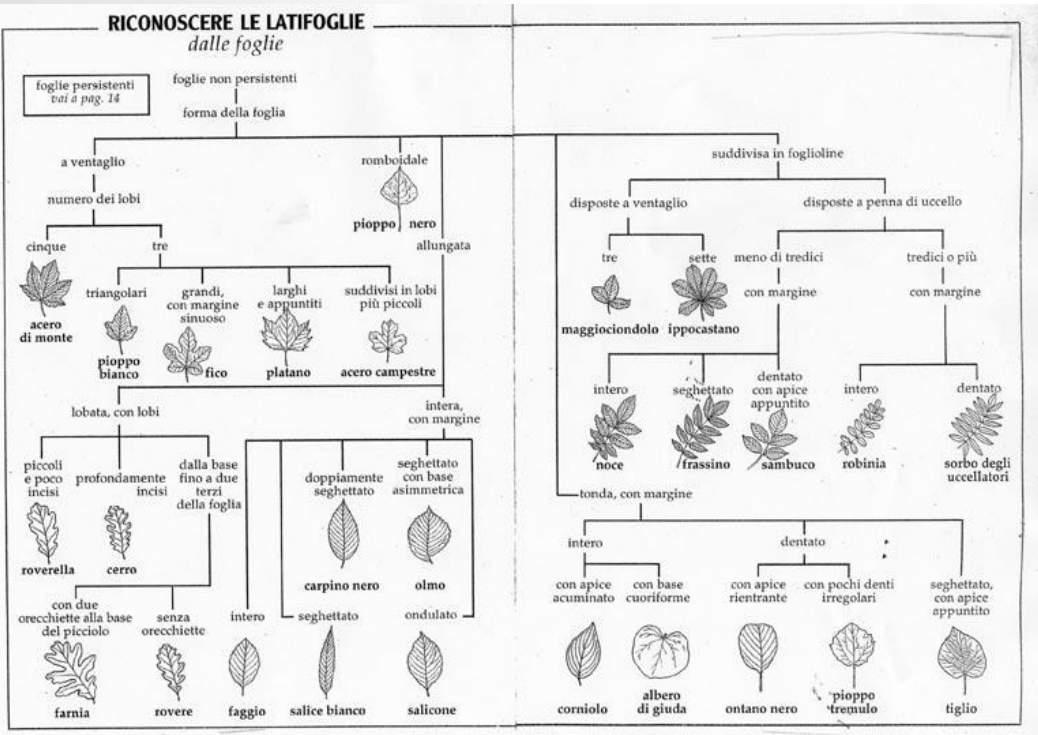 RICONOSCERE LE LATIFOGLIE
dalle foglie
foglie persistenti
vai a pag. 14
foglie non persistenti
forma della foglia
a ventaglio
numero dei lobi
cinque
acero
di monte
tre
triangolari
pioppo
bianco
grandi,
con margine
sinuoso
fico
larghi
e appuntiti
platano
suddivisi in lobi
più piccoli
acero campestre
romboidale
pioppo nero
allungata
lobata, con lobi
piccoli
e poco
incisi
roverella
profondamente
incisi
cerro
dalla base
fino a due
terzi
della foglia
con due
orecchiette alla base
del picciolo
farnia
senza
orecchiette
rovere
intera,
con margine
intero
faggio
seghettato
salice bianco
doppiamente
seghettato
carpino nero
seghettato
con base
asimmetrica
olmo
ondulato
salicone
suddivisa in foglioline
disposte a ventaglio
tre
maggiociondolo
sette
ippocastano
disposte a penna di uccello
meno di tredici
con margine
intero
noce
seghettato
frassino
dentato
con apice
appuntito
sambuco
tredici o più
con margine
intero
robinia
dentato
sorbo degli
uccellatori
tonda, con margine
intero
con apice
acuminato
corniolo
con base
cuoriforme
albero
di giuda
dentato
con apice
rientrante
ontano nero
con pochi denti
irregolari
pioppo
tremulo
seghettato,
con apice
appuntito
tiglio